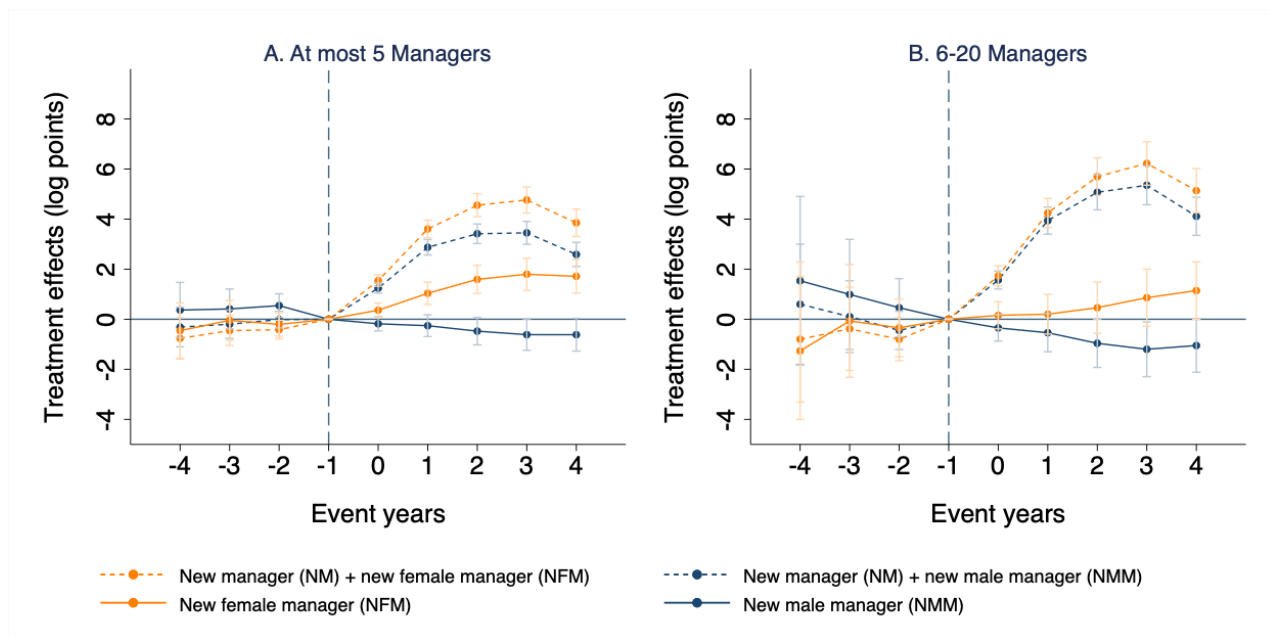 A. At most 5 Managers
Treatment effects (log points)
8
6
4
2
0
-2
-4
-4 -3 -2 -1 0 1 2 3 4
Event years
B. 6-20 Managers
Treatment effects (log points)
8
6
4
2
0
-2
-4
-4 -3 -2 -1 0 1 2 3 4
Event years
New manager (NM) + new female manager (NFM)
New manager (NM) + new male manager (NMM)
New female manager (NFM)
New male manager (NMM)